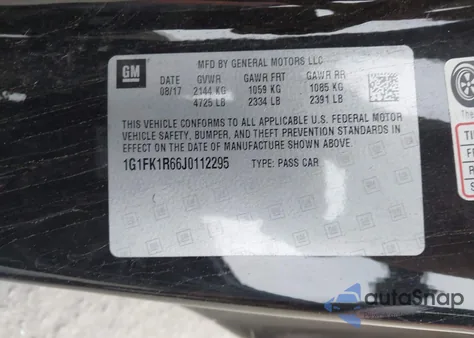 GM
MFD BY GENERAL MOTORS LLC
DATE GVWR GAWR FRT GAWR RR
08/17 2144 KG 1059 KG 1085 KG
4725 LB 2334 LB 2391 LB
THIS VEHICLE CONFORMS TO ALL APPLICABLE U.S. FEDERAL MOTOR
VEHICLE SAFETY, BUMPER, AND THEFT PREVENTION STANDARDS IN
EFFECT ON THE DATE OF MANUFACTURE SHOWN ABOVE.
1G1FK1R66J0112295 TYPE: PASS CAR
TI
F
R
S
autoSnap